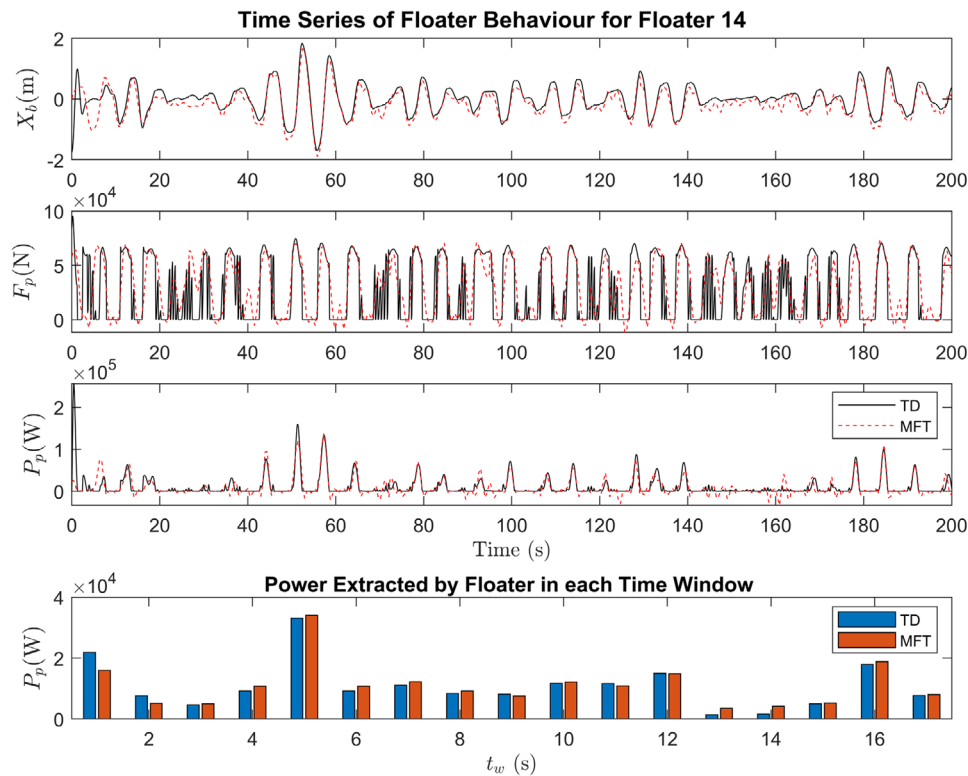 Time Series of Floater Behaviour for Floater 14
X_b(m)
2
0
-2
0 20 40 60 80 100 120 140 160 180 200
×10^4
F_p(N)
10
5
0
0 20 40 60 80 100 120 140 160 180 200
×10^5
P_p(W)
2
1
0
TD
MFT
0 20 40 60 80 100 120 140 160 180 200
Time (s)
Power Extracted by Floater in each Time Window
×10^4
P_p(W)
4
2
0
TD
MFT
2 4 6 8 10 12 14 16
t_w (s)